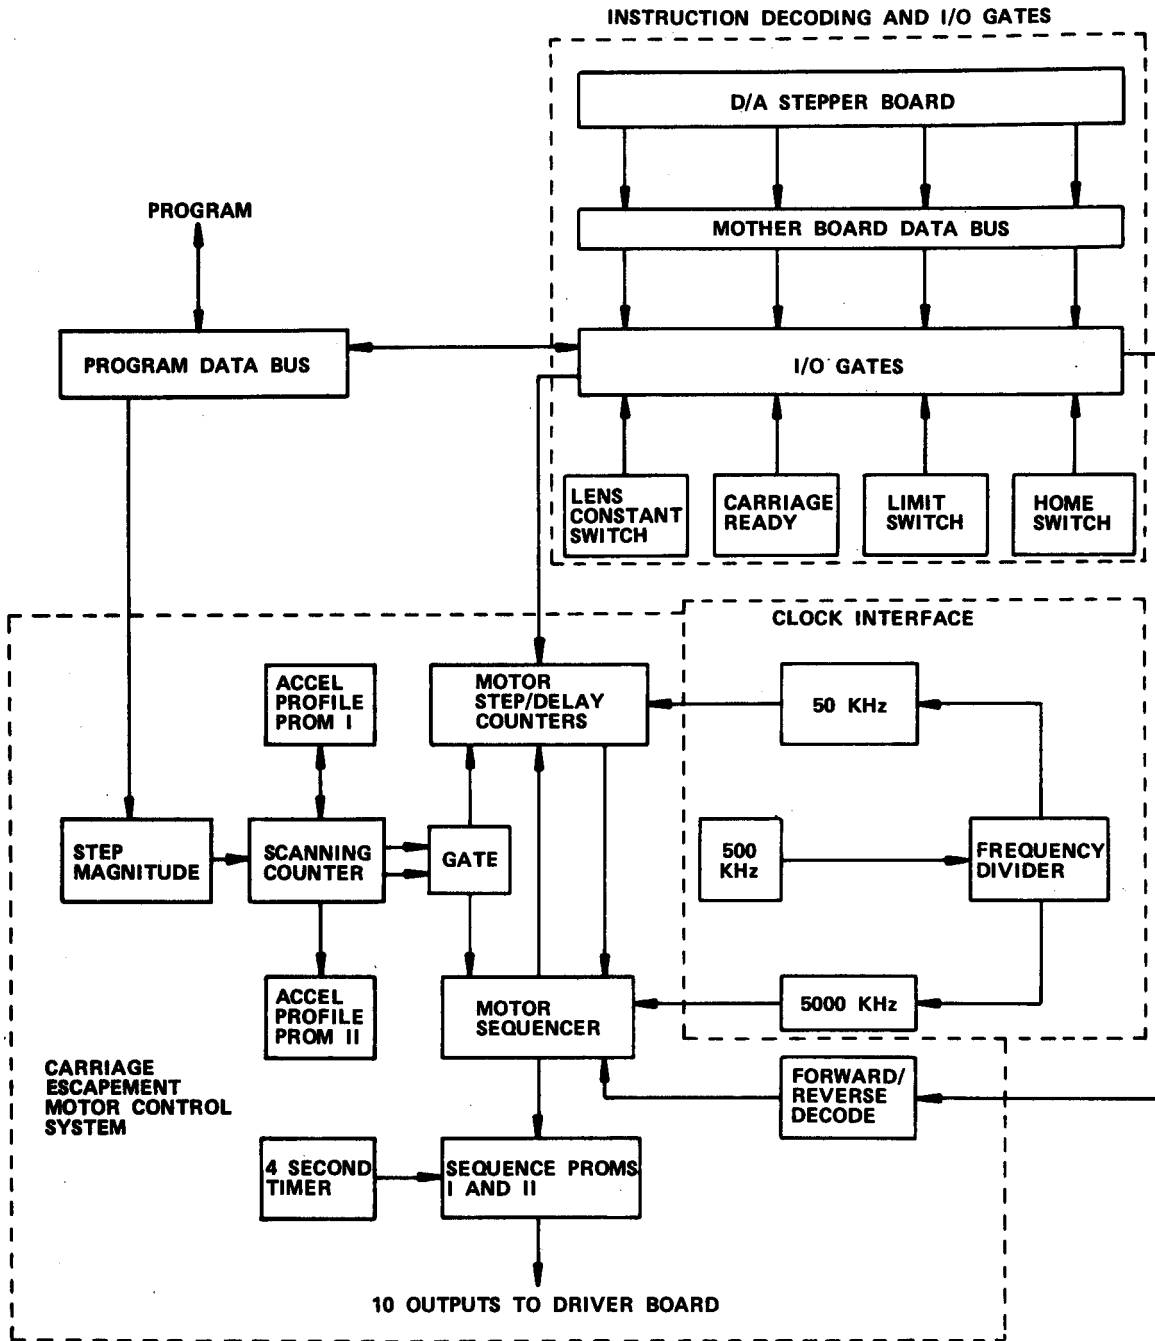 INSTRUCTION DECODING AND I/O GATES
D/A STEPPER BOARD
PROGRAM
MOTHER BOARD DATA BUS
PROGRAM DATA BUS
I/O GATES
LENS
CONSTANT
SWITCH
CARRIAGE
READY
LIMIT
SWITCH
HOME
SWITCH
CLOCK INTERFACE
ACCEL
PROFILE
PROM I
MOTOR
STEP/DELAY
COUNTERS
50 KHz
STEP
MAGNITUDE
SCANNING
COUNTER
GATE
500
KHz
FREQUENCY
DIVIDER
ACCEL
PROFILE
PROM II
MOTOR
SEQUENCER
5000 KHz
CARRIAGE
ESCAPEMENT
MOTOR CONTROL
SYSTEM
FORWARD/
REVERSE
DECODE
4 SECOND
TIMER
SEQUENCE PROMS
I AND II
10 OUTPUTS TO DRIVER BOARD